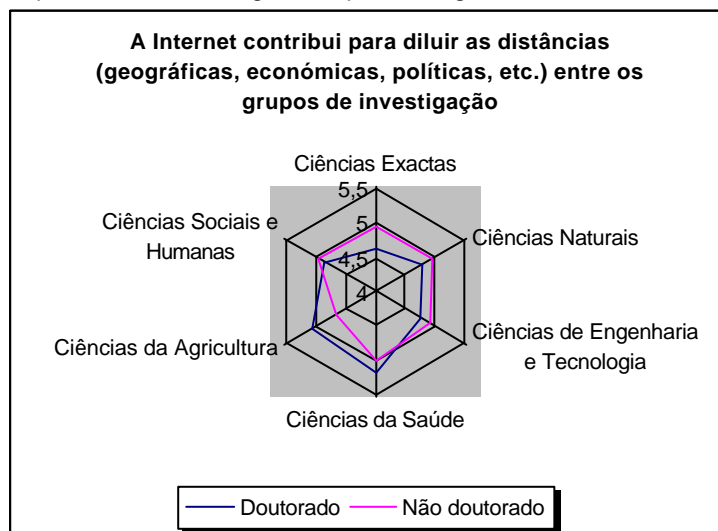 A Internet contribui para diluir as distâncias
(geográficas, económicas, políticas, etc.) entre os
grupos de investigação
Ciências Exactas
5,5
5
4,5
4
Ciências Sociais e
Humanas
Ciências Naturais
Ciências da Agricultura
Ciências de Engenharia
e Tecnologia
Ciências da Saúde
Doutorado
Não doutorado